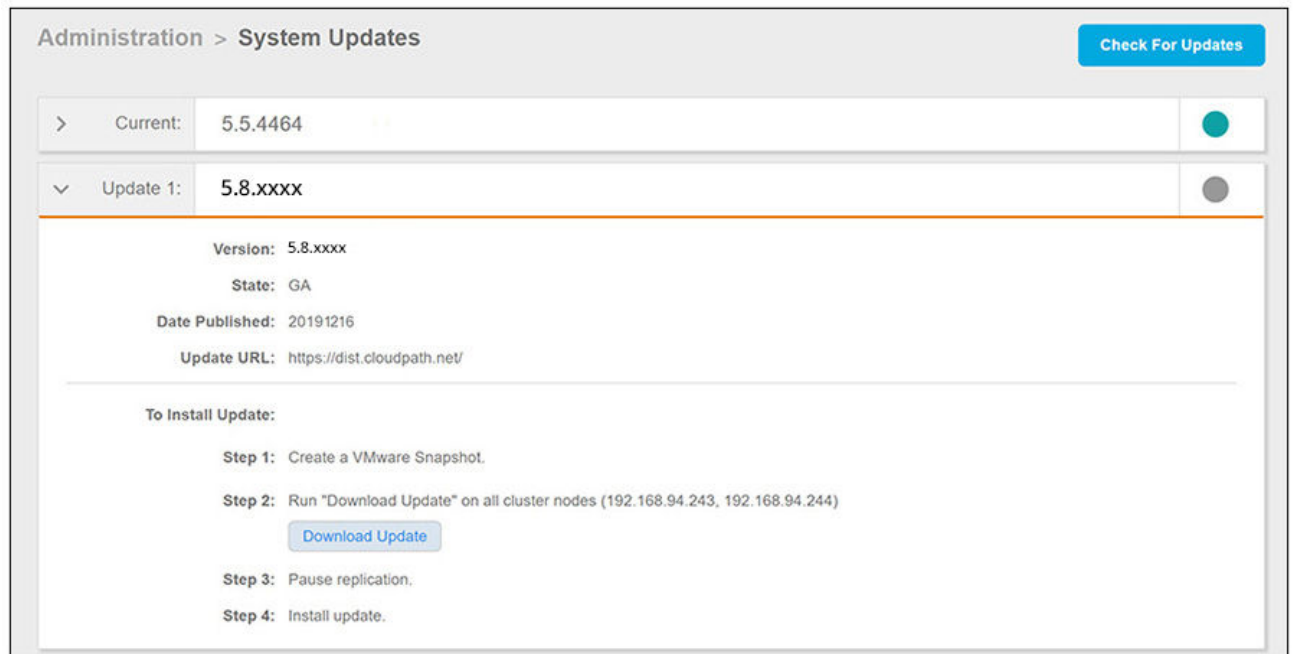 Administration > System Updates
Check For Updates
Current: 5.5.4464
Update 1: 5.8.xxxx
Version: 5.8.xxxx
State: GA
Date Published: 20191216
Update URL: https://dist.cloudpath.net/
To Install Update:
Step 1: Create a VMware Snapshot.
Step 2: Run "Download Update" on all cluster nodes (192.168.94.243, 192.168.94.244)
Download Update
Step 3: Pause replication.
Step 4: Install update.